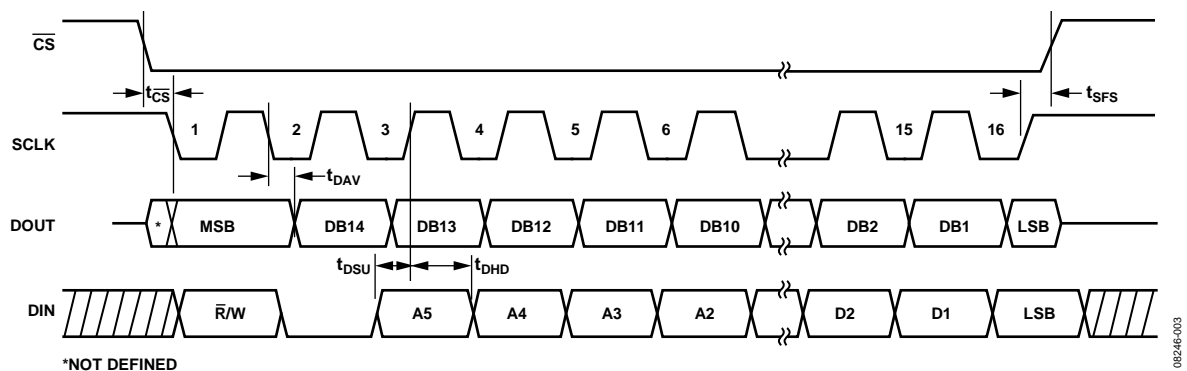 CS
tCS
tSFS
SCLK
1 2 3 4 5 6 15 16
tDAV
DOUT
* MSB DB14 DB13 DB12 DB11 DB10 DB2 DB1 LSB
tDSU tDHD
DIN
R̅/W A5 A4 A3 A2 D2 D1 LSB
*NOT DEFINED
08246-003